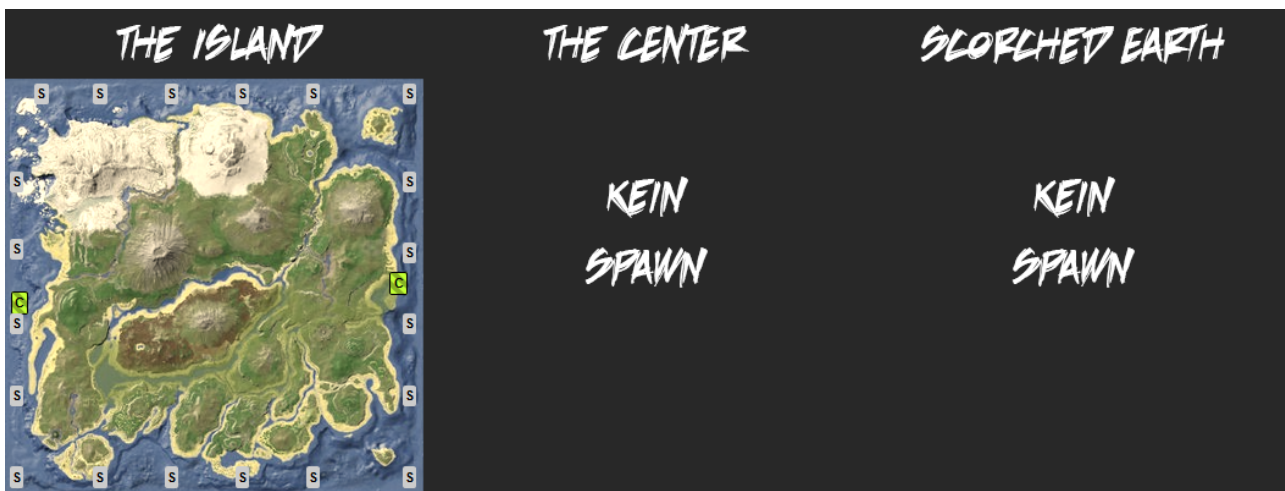 THE ISLAND
THE CENTER
SCORCHED EARTH
S S S S S S
S S
KEIN
KEIN
S S
SPAWN
SPAWN
C
C
S S
S S
S S S S S S